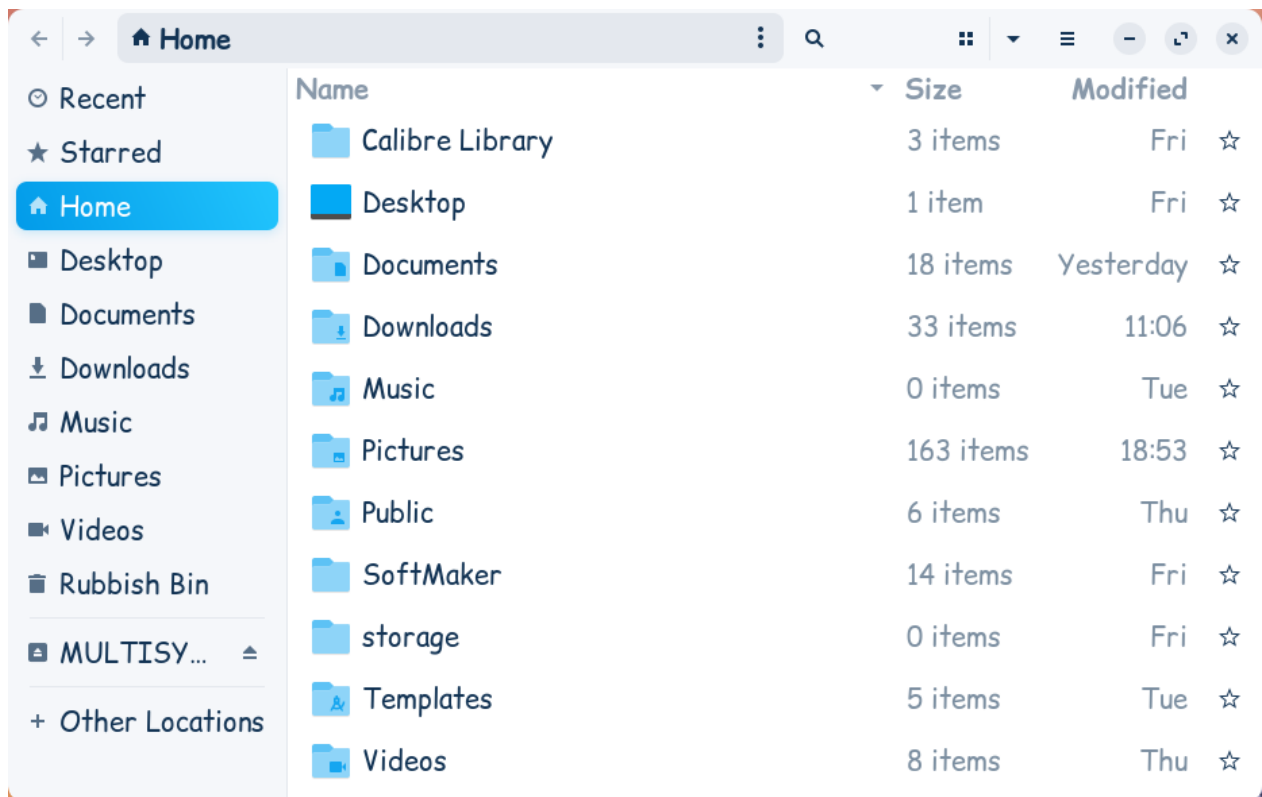 Home
Recent
Starred
Home
Desktop
Documents
Downloads
Music
Pictures
Videos
Rubbish Bin
MULTISY...
Other Locations
Name Size Modified
Calibre Library 3 items Fri
Desktop 1 item Fri
Documents 18 items Yesterday
Downloads 33 items 11:06
Music 0 items Tue
Pictures 163 items 18:53
Public 6 items Thu
SoftMaker 14 items Fri
storage 0 items Fri
Templates 5 items Tue
Videos 8 items Thu